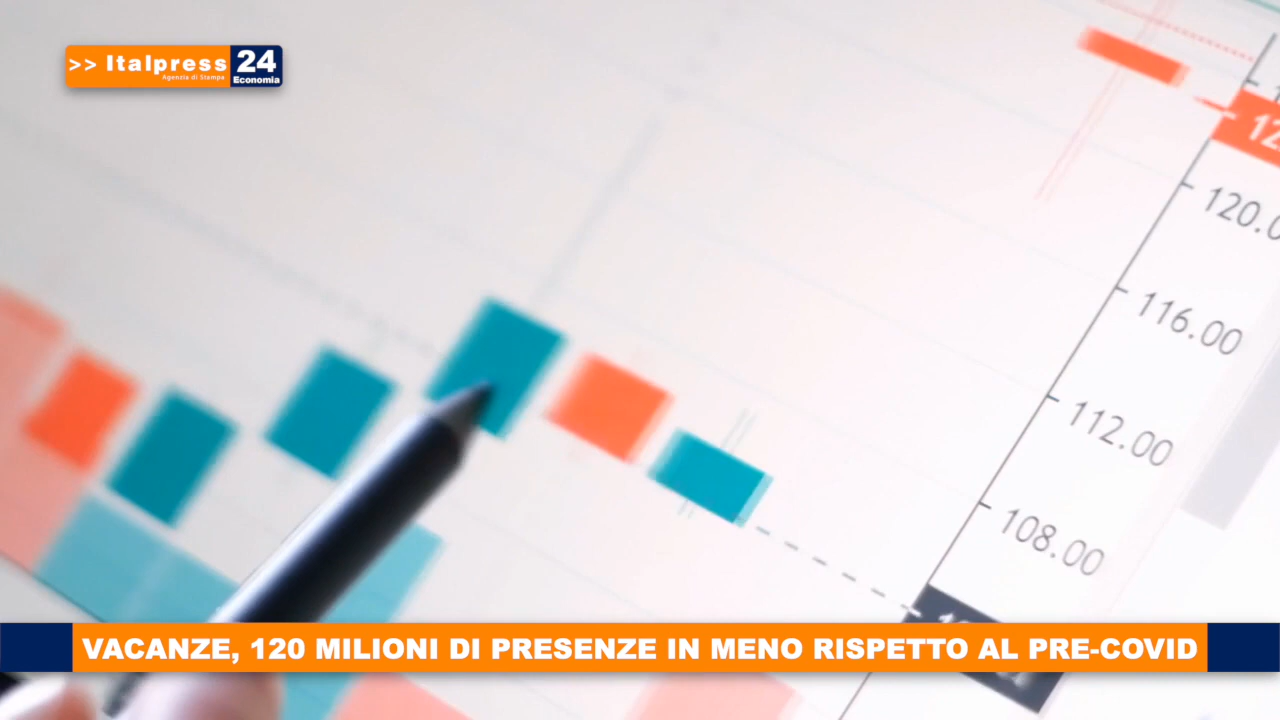 >> Italpress
Agenzia di Stampa
24
Economia
120.0
116.00
112.00
108.00
VACANZE, 120 MILIONI DI PRESENZE IN MENO RISPETTO AL PRE-COVID